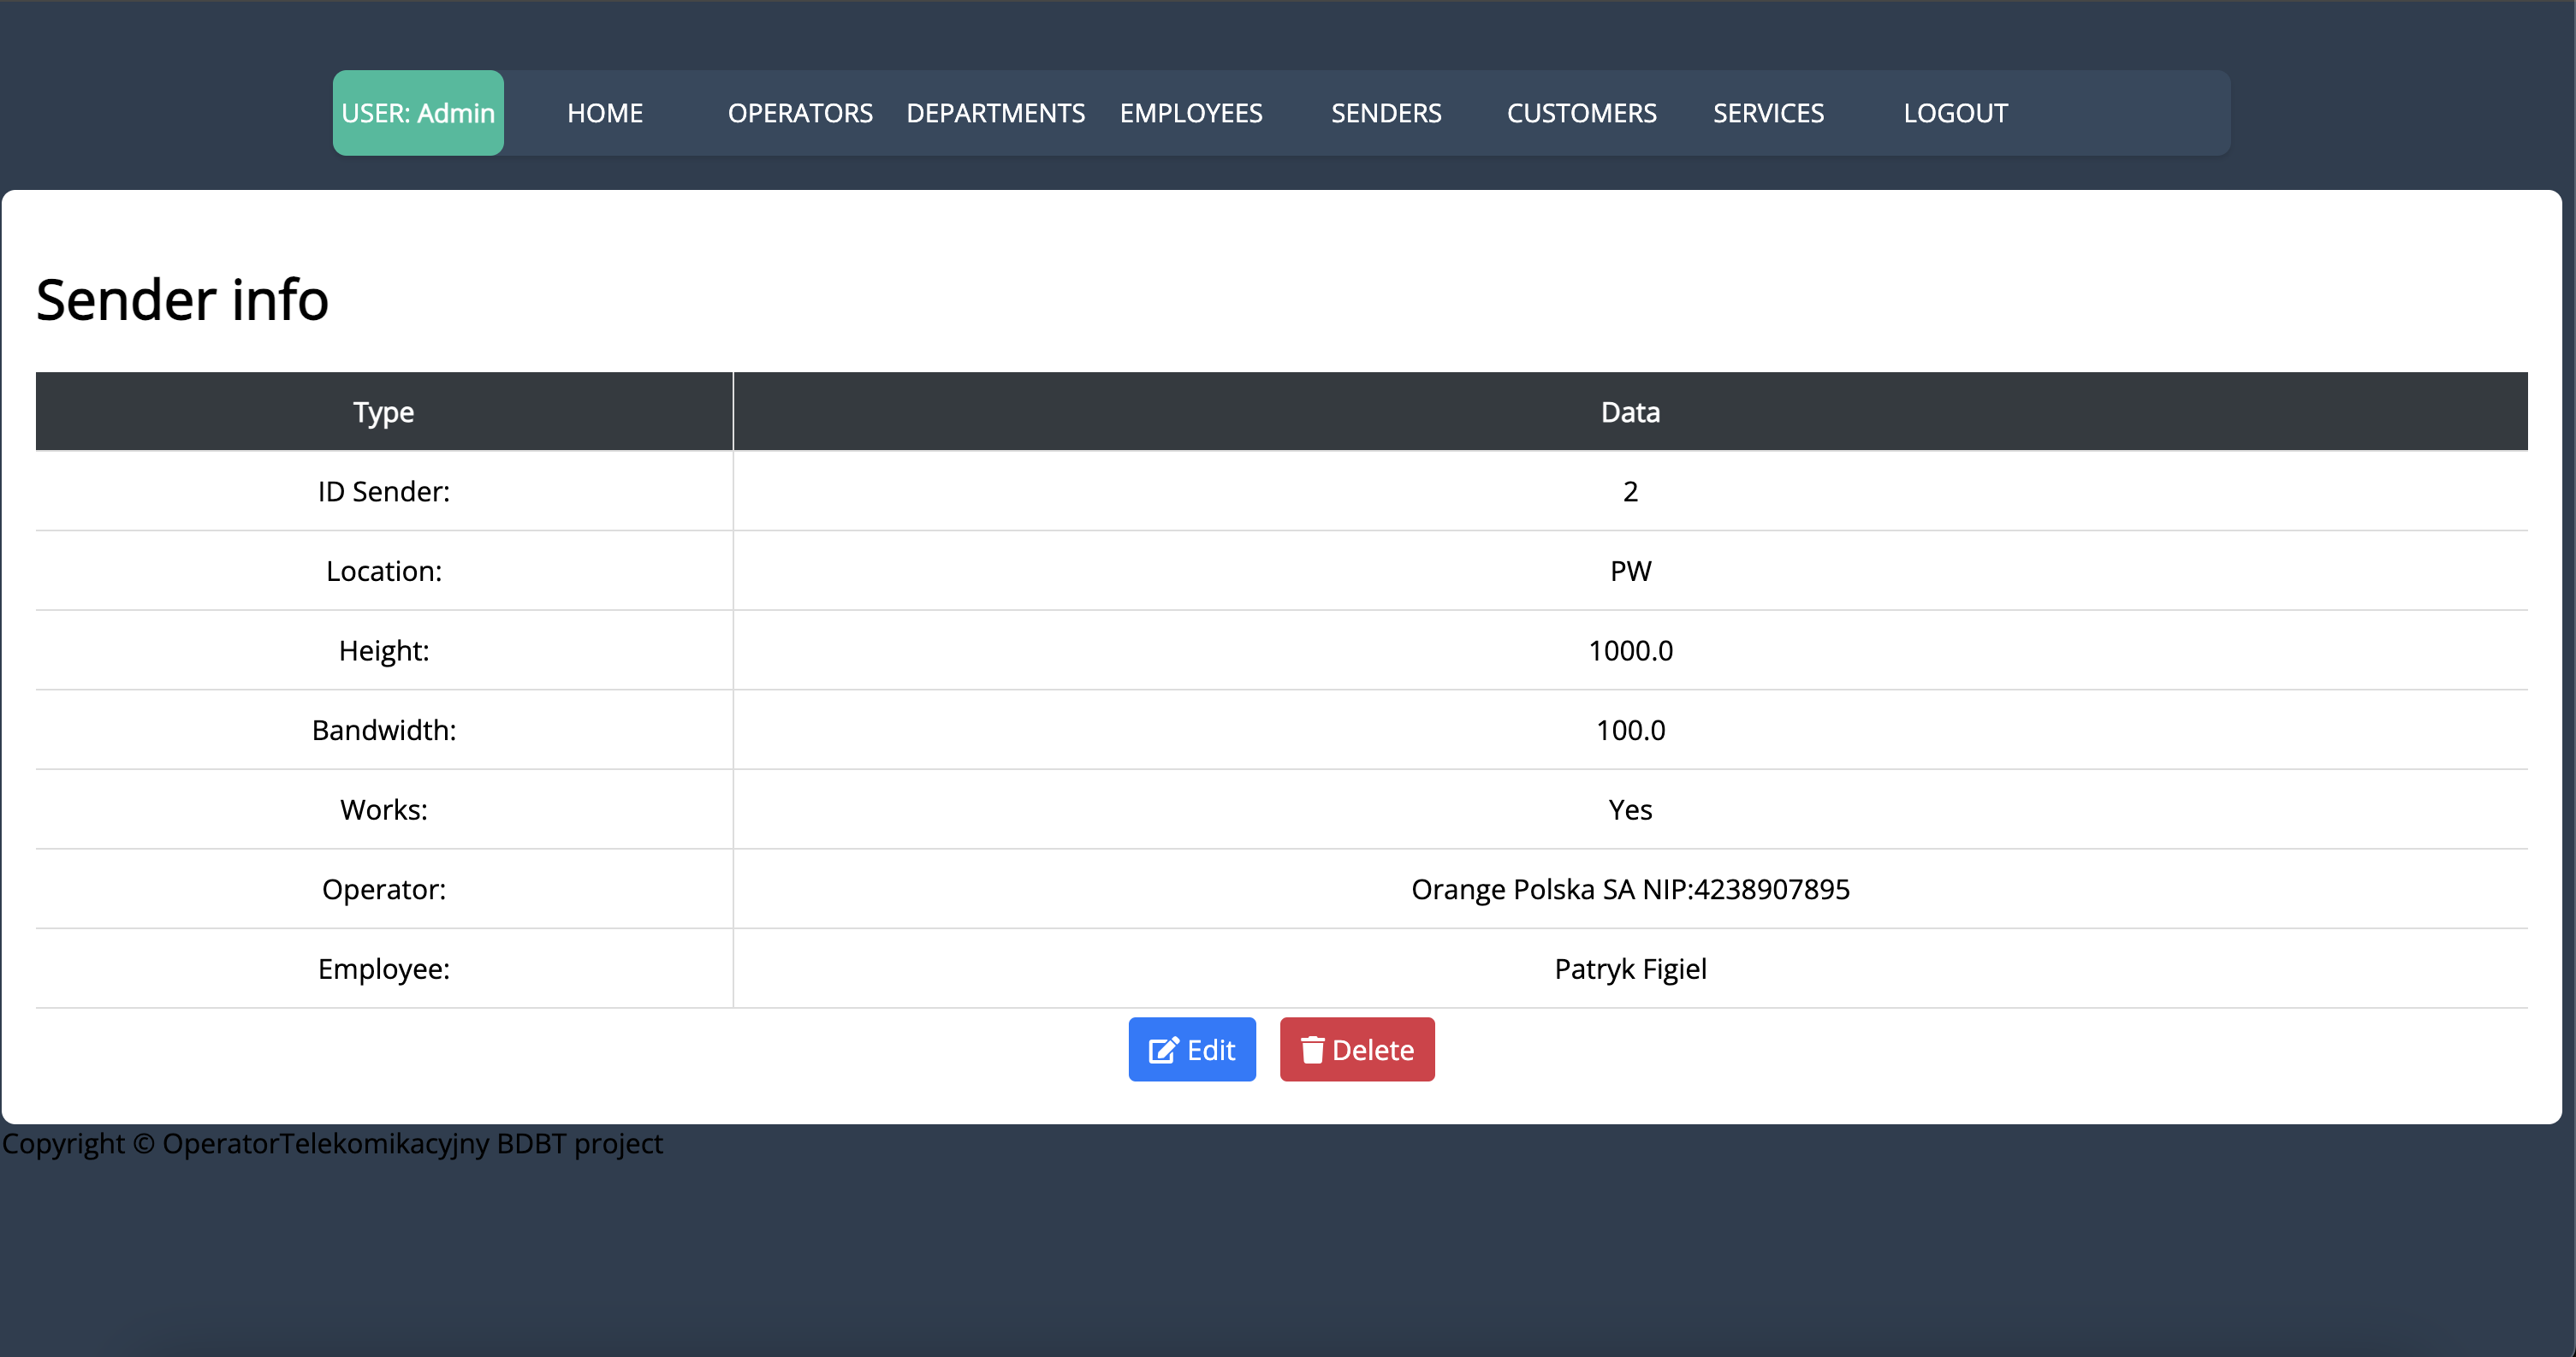 USER: Admin HOME OPERATORS DEPARTMENTS EMPLOYEES SENDERS CUSTOMERS SERVICES LOGOUT
Sender info
Type Data
ID Sender: 2
Location: PW
Height: 1000.0
Bandwidth: 100.0
Works: Yes
Operator: Orange Polska SA NIP:4238907895
Employee: Patryk Figiel
Edit Delete
Copyright © OperatorTelekomikacyjny BDBT project